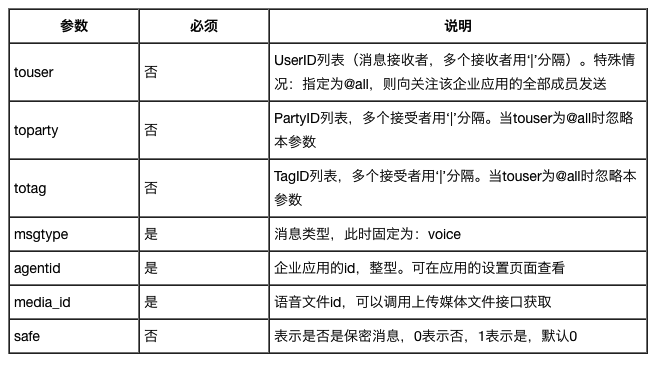 参数 必须 说明
touser 否 UserID列表（消息接收者，多个接收者用‘|’分隔）。特殊情
况：指定为@all，则向关注该企业应用的全部成员发送
toparty 否 PartyID列表，多个接受者用‘|’分隔。当touser为@all时忽略
本参数
totag 否 TagID列表，多个接受者用‘|’分隔。当touser为@all时忽略本
参数
msgtype 是 消息类型，此时固定为：voice
agentid 是 企业应用的id，整型。可在应用的设置页面查看
media_id 是 语音文件id，可以调用上传媒体文件接口获取
safe 否 表示是否是保密消息，0表示否，1表示是，默认0